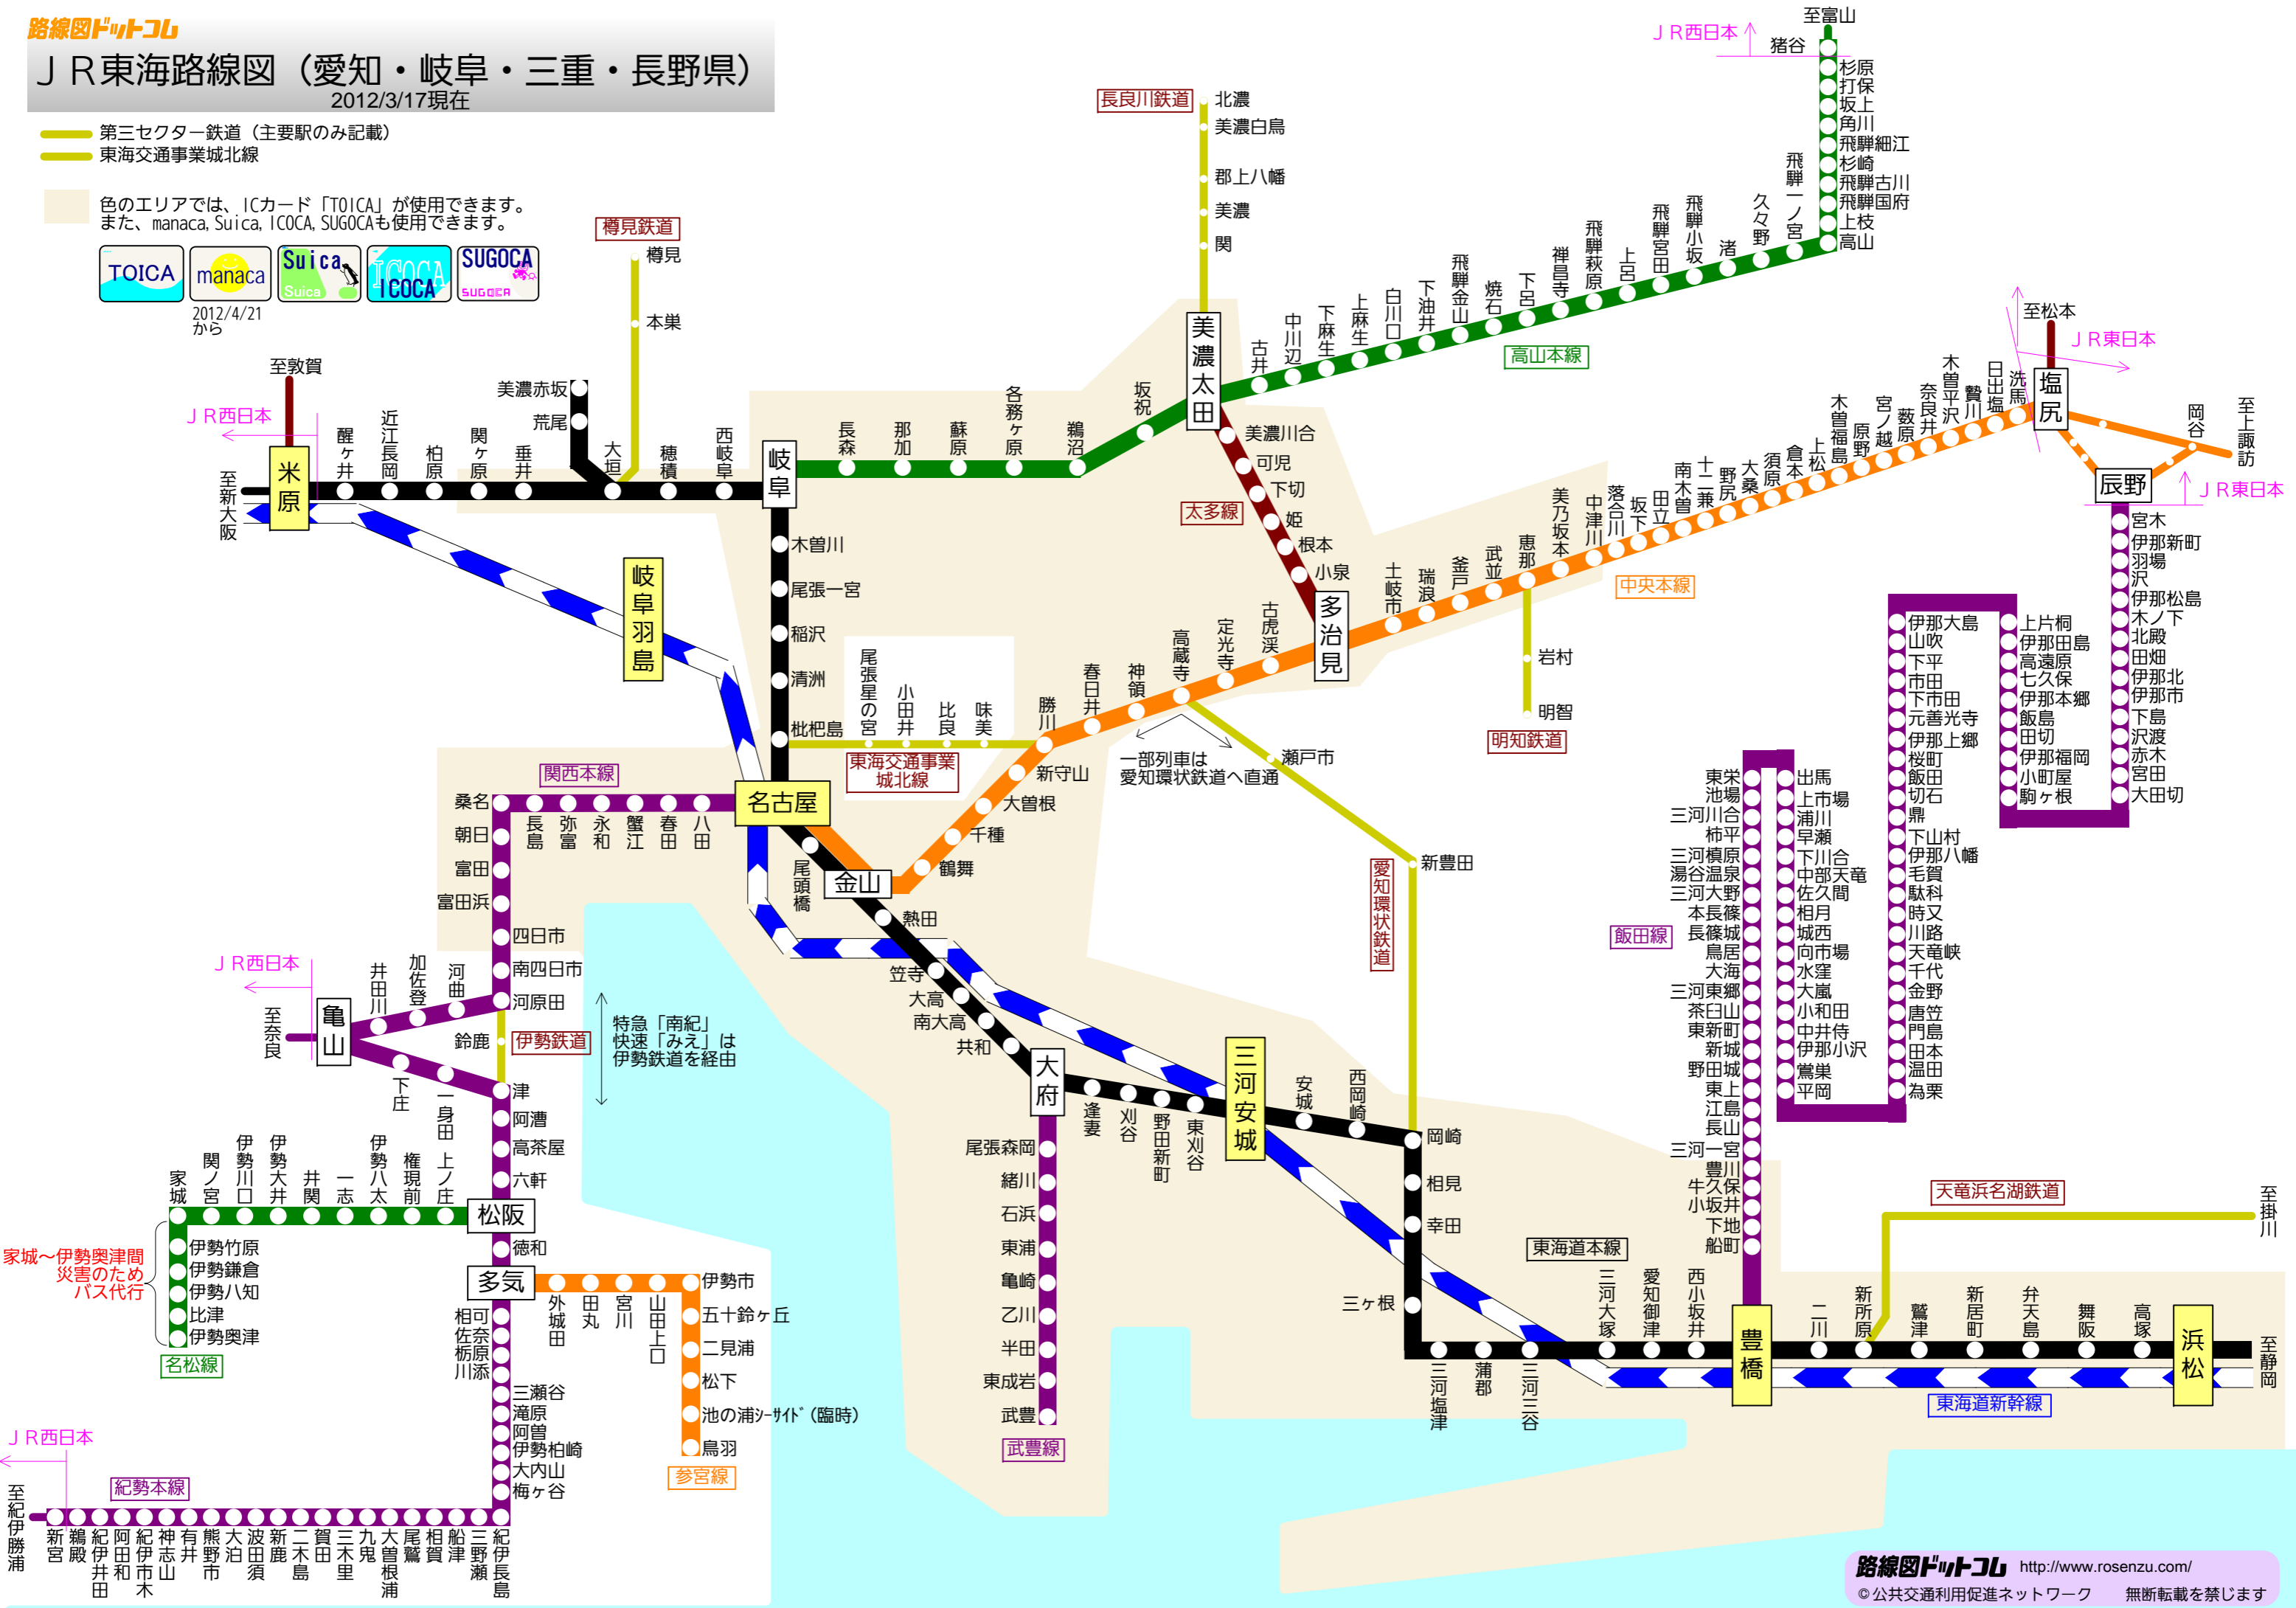 路線図ドットコム
JR東海路線図（愛知・岐阜・三重・長野県）
2012/3/17現在
第三セクター鉄道（主要駅のみ記載）
東海交通事業城北線
色のエリアでは、ICカード「TOICA」が使用できます。
また、manaca,Suica,ICOCA,SUGOCAも使用できます。
TOICA
manaca
Suica
Suica
ICOCA
ICOCA
SUGOCA
SUGOCA
2012/4/21
から
樽見鉄道
樽見
本巣
長良川鉄道
北濃
美濃白鳥
郡上八幡
美濃
関
JR西日本
至富山
猪谷
杉原
打保
坂上
角川
飛騨細江
杉崎
飛騨古川
飛騨国府
上枝
高山
飛騨一ノ宮
久々野
渚
飛騨小坂
飛騨宮田
上呂
飛騨萩原
禅昌寺
下呂
焼石
飛騨金山
下油井
白川口
上麻生
下麻生
中川辺
古井
高山本線
美濃太田
坂祝
鵜沼
各務ヶ原
蘇原
那加
長森
岐阜
至敦賀
JR西日本
米原
至新大阪
醒ヶ井
近江長岡
柏原
関ヶ原
垂井
美濃赤坂
荒尾
大垣
穂積
西岐阜
岐阜羽島
木曽川
尾張一宮
稲沢
清洲
枇杷島
尾張星の宮
小田井
比良
味美
東海交通事業
城北線
美濃川合
可児
下切
姫
根本
小泉
太多線
多治見
勝川
春日井
神領
高蔵寺
定光寺
古虎渓
土岐市
瑞浪
釜戸
武並
恵那
美乃坂本
中津川
落合川
坂下
田立
南木曽
十二兼
野尻
大桑
須原
倉本
上松
木曽福島
原野
宮ノ越
薮原
奈良井
木曽平沢
贄川
日出塩
洗馬
塩尻
中央本線
至松本
JR東日本
岡谷
至上諏訪
辰野
JR東日本
岩村
明智
明知鉄道
一部列車は
愛知環状鉄道へ直通
瀬戸市
新豊田
愛知環状鉄道
新守山
大曽根
千種
鶴舞
名古屋
金山
尾頭橋
熱田
笠寺
大高
南大高
共和
大府
逢妻
刈谷
野田新町
東刈谷
三河安城
安城
西岡崎
岡崎
相見
幸田
三ヶ根
三河塩津
蒲郡
三河三谷
三河大塚
愛知御津
西小坂井
豊橋
二川
新所原
鷲津
新居町
弁天島
舞阪
高塚
浜松
至静岡
東海道本線
東海道新幹線
天竜浜名湖鉄道
至掛川
尾張森岡
緒川
石浜
東浦
亀崎
乙川
半田
東成岩
武豊
武豊線
関西本線
桑名
長島
弥富
永和
蟹江
春田
八田
朝日
富田
富田浜
四日市
南四日市
河原田
河曲
加佐登
井田川
亀山
JR西日本
至奈良
鈴鹿
伊勢鉄道
特急「南紀」
快速「みえ」は
伊勢鉄道を経由
下庄
一身田
津
阿漕
高茶屋
六軒
松阪
上ノ庄
権現前
伊勢八太
一志
井関
伊勢大井
伊勢川口
関ノ宮
家城
伊勢竹原
伊勢鎌倉
伊勢八知
比津
伊勢奥津
名松線
家城～伊勢奥津間
災害のため
バス代行
徳和
多気
外城田
田丸
宮川
山田上口
伊勢市
五十鈴ヶ丘
二見浦
松下
池の浦シーサイド(臨時)
鳥羽
参宮線
相可
佐奈
栃原
川添
三瀬谷
滝原
阿曽
伊勢柏崎
大内山
梅ヶ谷
紀伊長島
三野瀬
船津
相賀
尾鷲
大曽根浦
九鬼
三木里
賀田
二木島
新鹿
波田須
大泊
熊野市
有井
神志山
紀伊市木
阿田和
紀伊井田
鵜殿
新宮
紀勢本線
JR西日本
至紀伊勝浦
飯田線
宮木
伊那新町
羽場
沢
伊那松島
木ノ下
北殿
田畑
伊那北
伊那市
下島
沢渡
赤木
宮田
大田切
上片桐
伊那田島
高遠原
七久保
伊那本郷
飯島
田切
伊那福岡
小町屋
駒ヶ根
伊那大島
山吹
下平
市田
下市田
元善光寺
伊那上郷
桜町
飯田
切石
鼎
下山村
伊那八幡
毛賀
駄科
時又
川路
天竜峡
千代
金野
唐笠
門島
田本
温田
為栗
出馬
上市場
浦川
早瀬
下川合
中部天竜
佐久間
相月
城西
向市場
水窪
大嵐
小和田
中井侍
伊那小沢
鶯巣
平岡
東栄
池場
三河川合
柿平
三河槙原
湯谷温泉
三河大野
本長篠
長篠城
鳥居
大海
三河東郷
茶臼山
東新町
新城
野田城
東上
江島
長山
三河一宮
豊川
牛久保
小坂井
下地
船町
路線図ドットコム http://www.rosenzu.com/
©公共交通利用促進ネットワーク 無断転載を禁じます